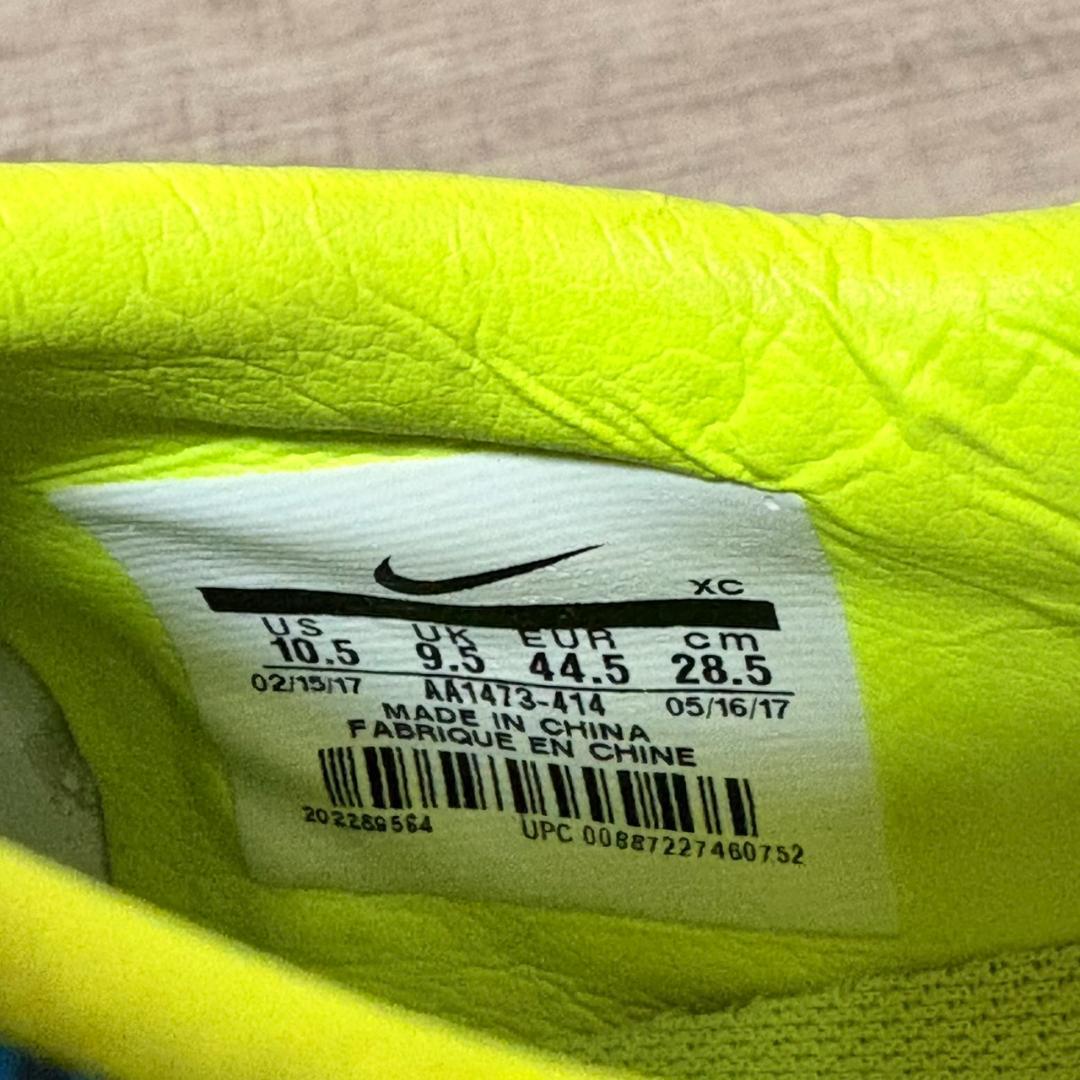 XC
US UK EUR cm
10.5 9.5 44.5 28.5
02/15/17 AA1473-414 05/16/17
MADE IN CHINA
FABRIQUE EN CHINE
202289564 UPC 00887227460752